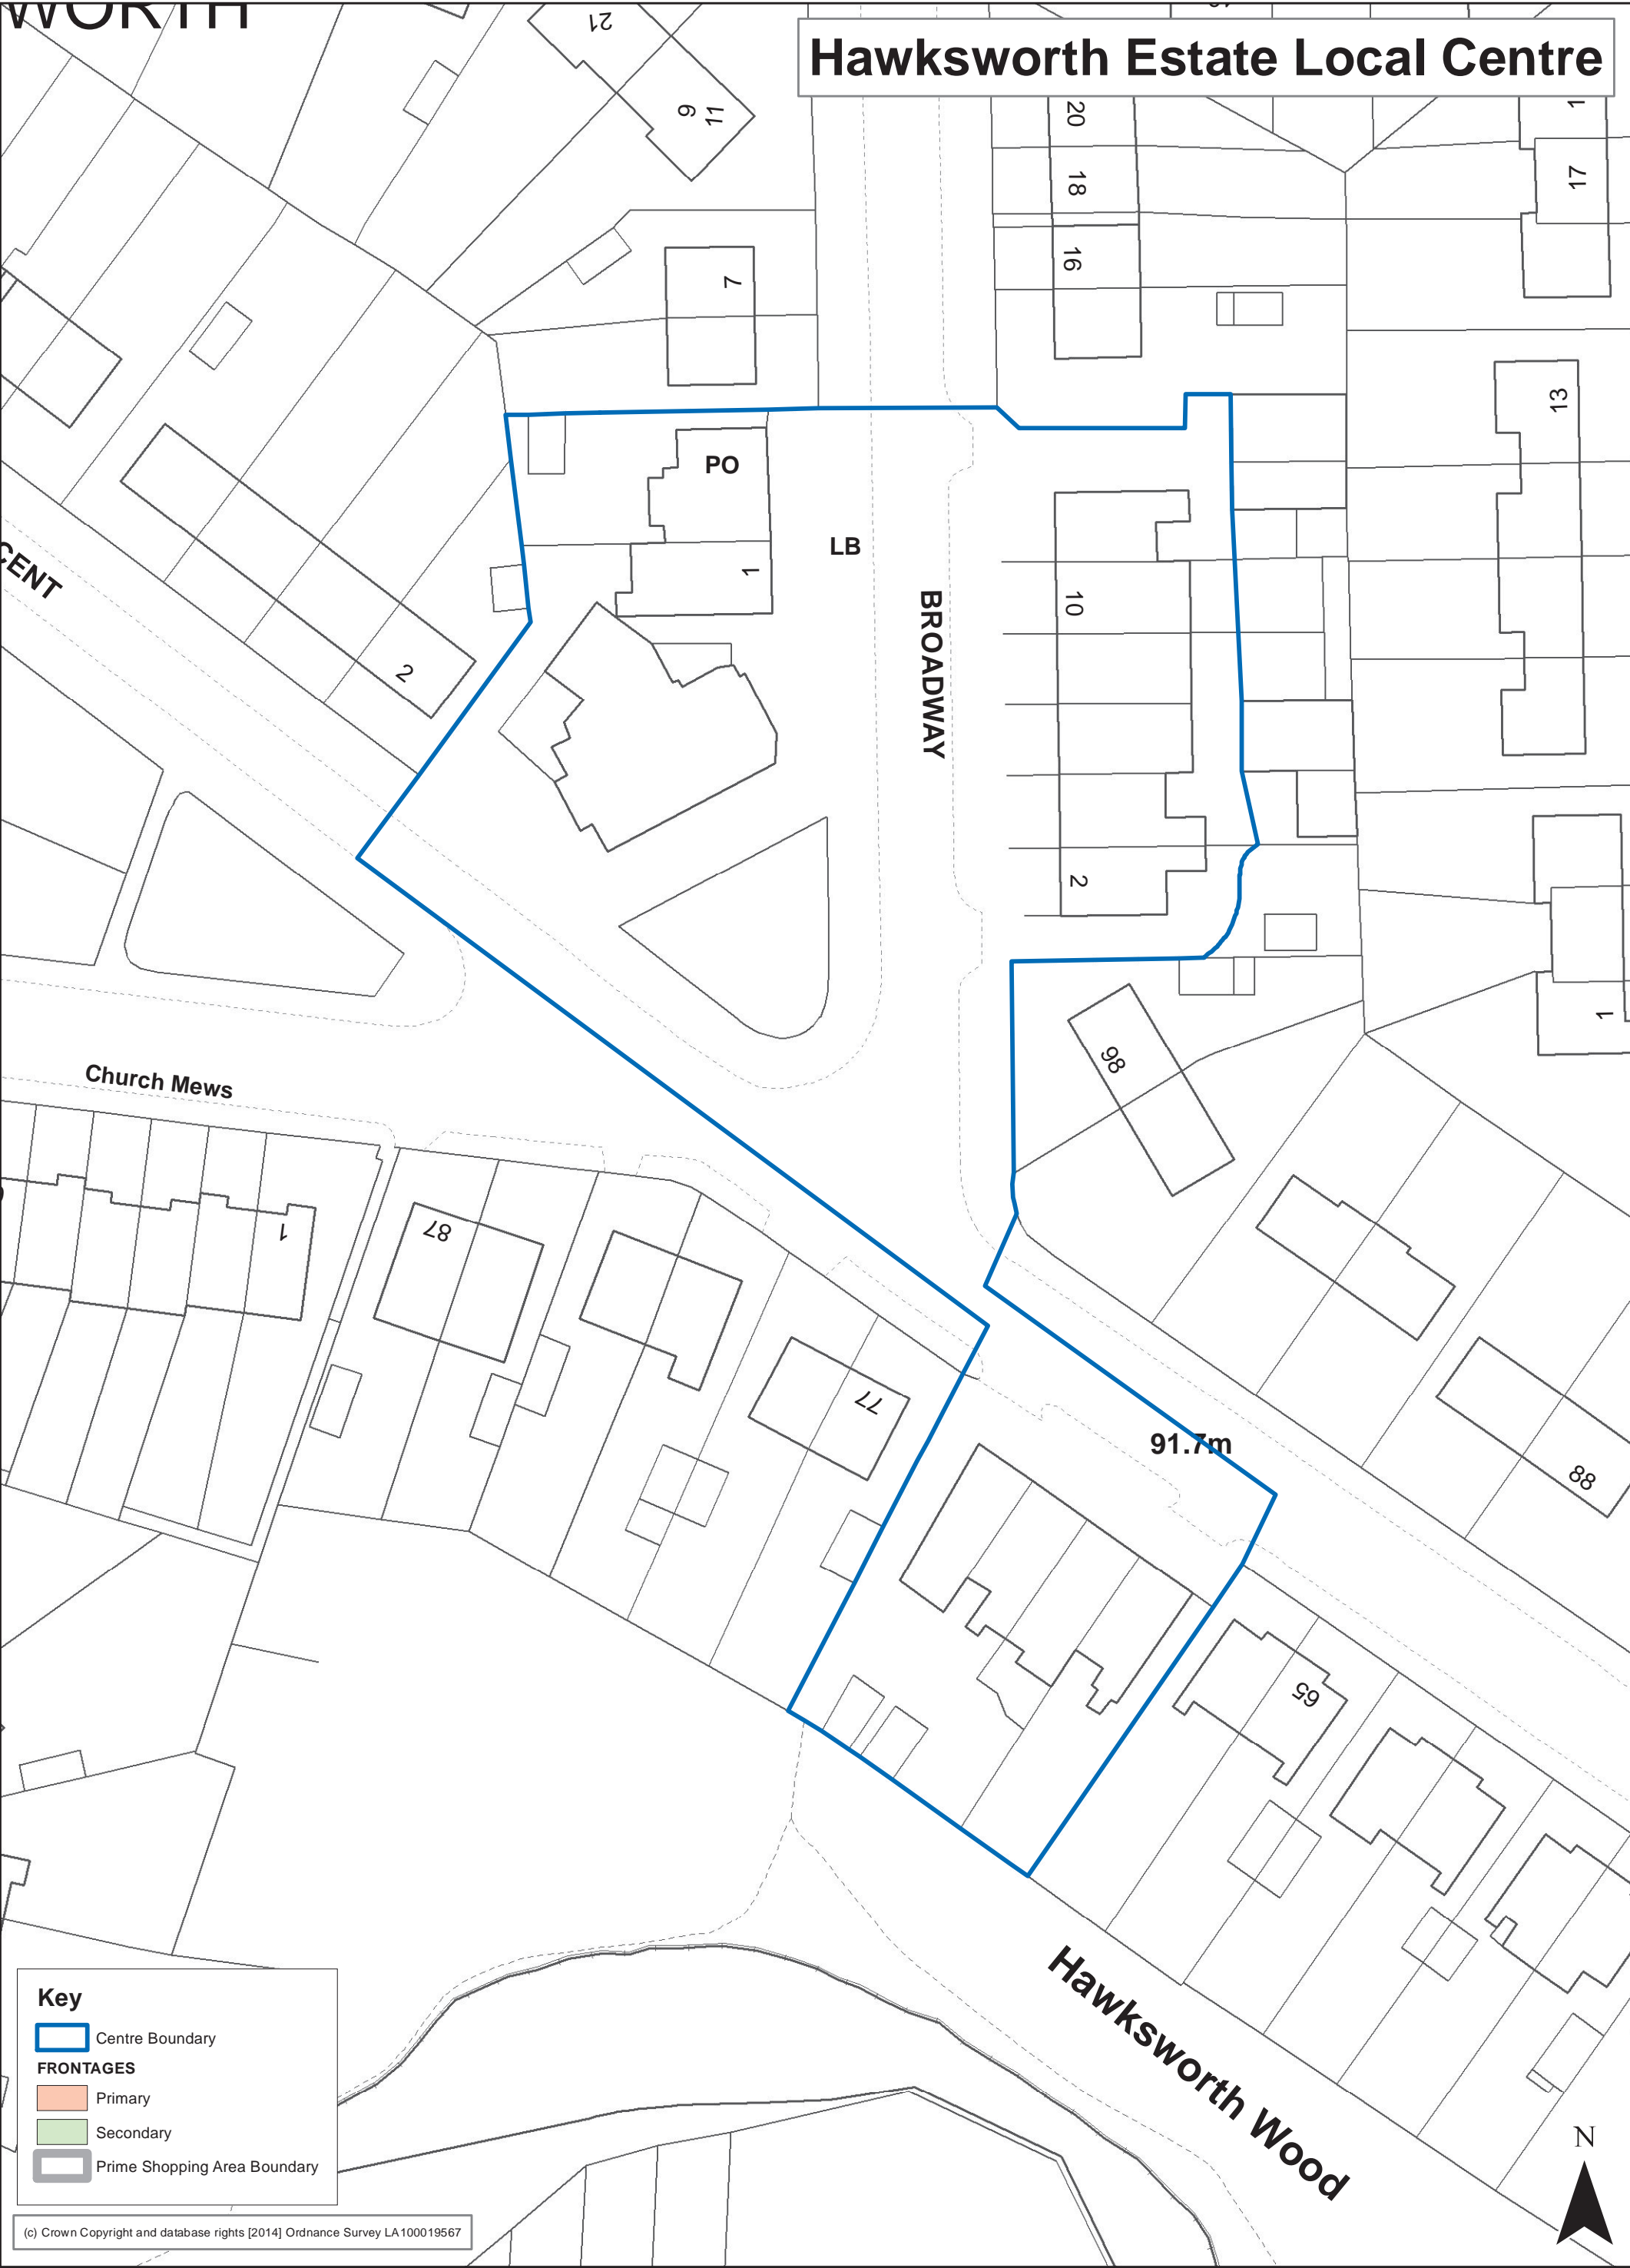 WORTH
Hawksworth Estate Local Centre
21
9
11
20
18
16
17
7
13
PO
LB
1
10
BROADWAY
CENT
2
2
98
1
Church Mews
1
87
77
91.7m
88
65
Hawksworth Wood
Key
Centre Boundary
FRONTAGES
Primary
Secondary
Prime Shopping Area Boundary
N
(c) Crown Copyright and database rights [2014] Ordnance Survey LA100019567